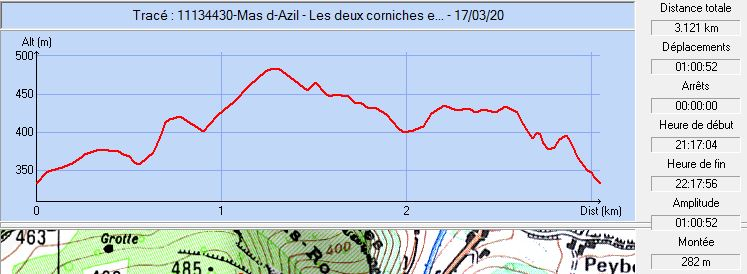 Tracé : 11134430-Mas d-Azil - Les deux corniches e... - 17/03/20
Alt (m)
500
450
400
350
0
1
2
Dist (km)
Distance totale
3.121 km
Déplacements
01:00:52
Arrêts
00:00:00
Heure de début
21:17:04
Heure de fin
22:17:56
Amplitude
01:00:52
Montée
282 m
463
Grotte
485
400
Peybo